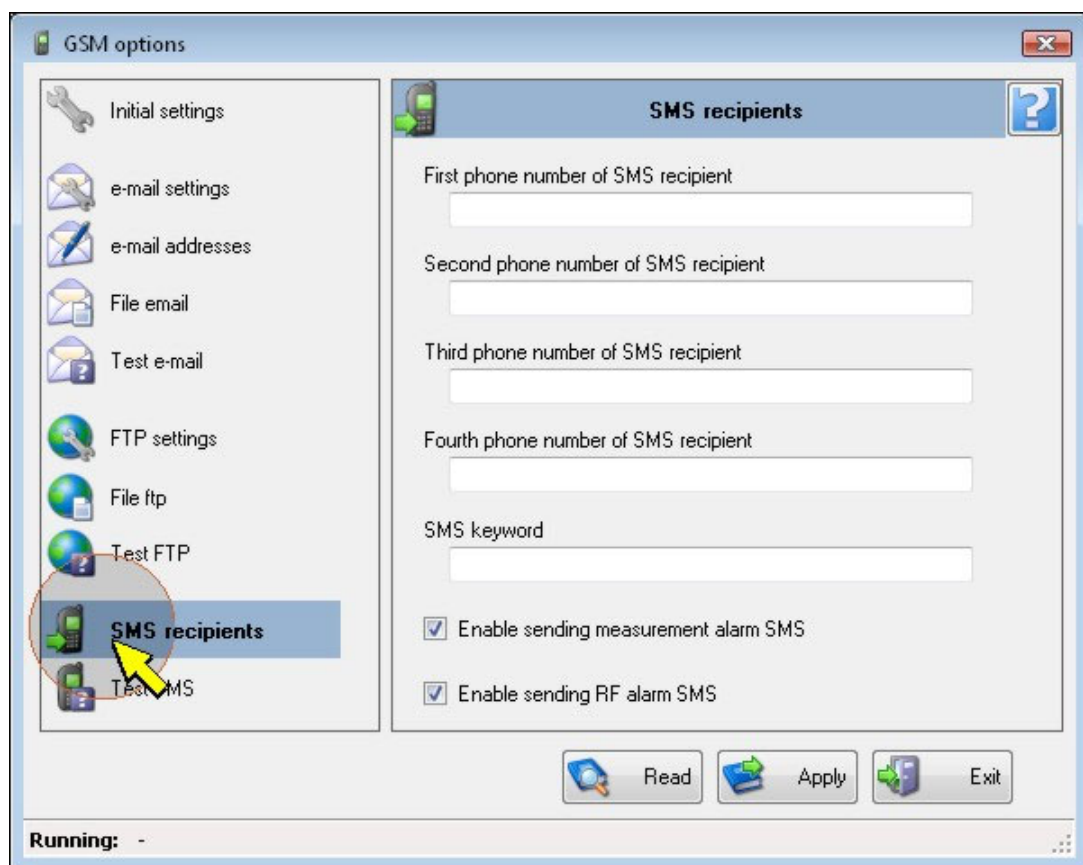 GSM options
Initial settings
e-mail settings
e-mail addresses
File email
Test e-mail
FTP settings
File ftp
Test FTP
SMS recipients
Test SMS
SMS recipients
First phone number of SMS recipient
Second phone number of SMS recipient
Third phone number of SMS recipient
Fourth phone number of SMS recipient
SMS keyword
Enable sending measurement alarm SMS
Enable sending RF alarm SMS
Read
Apply
Exit
Running: -